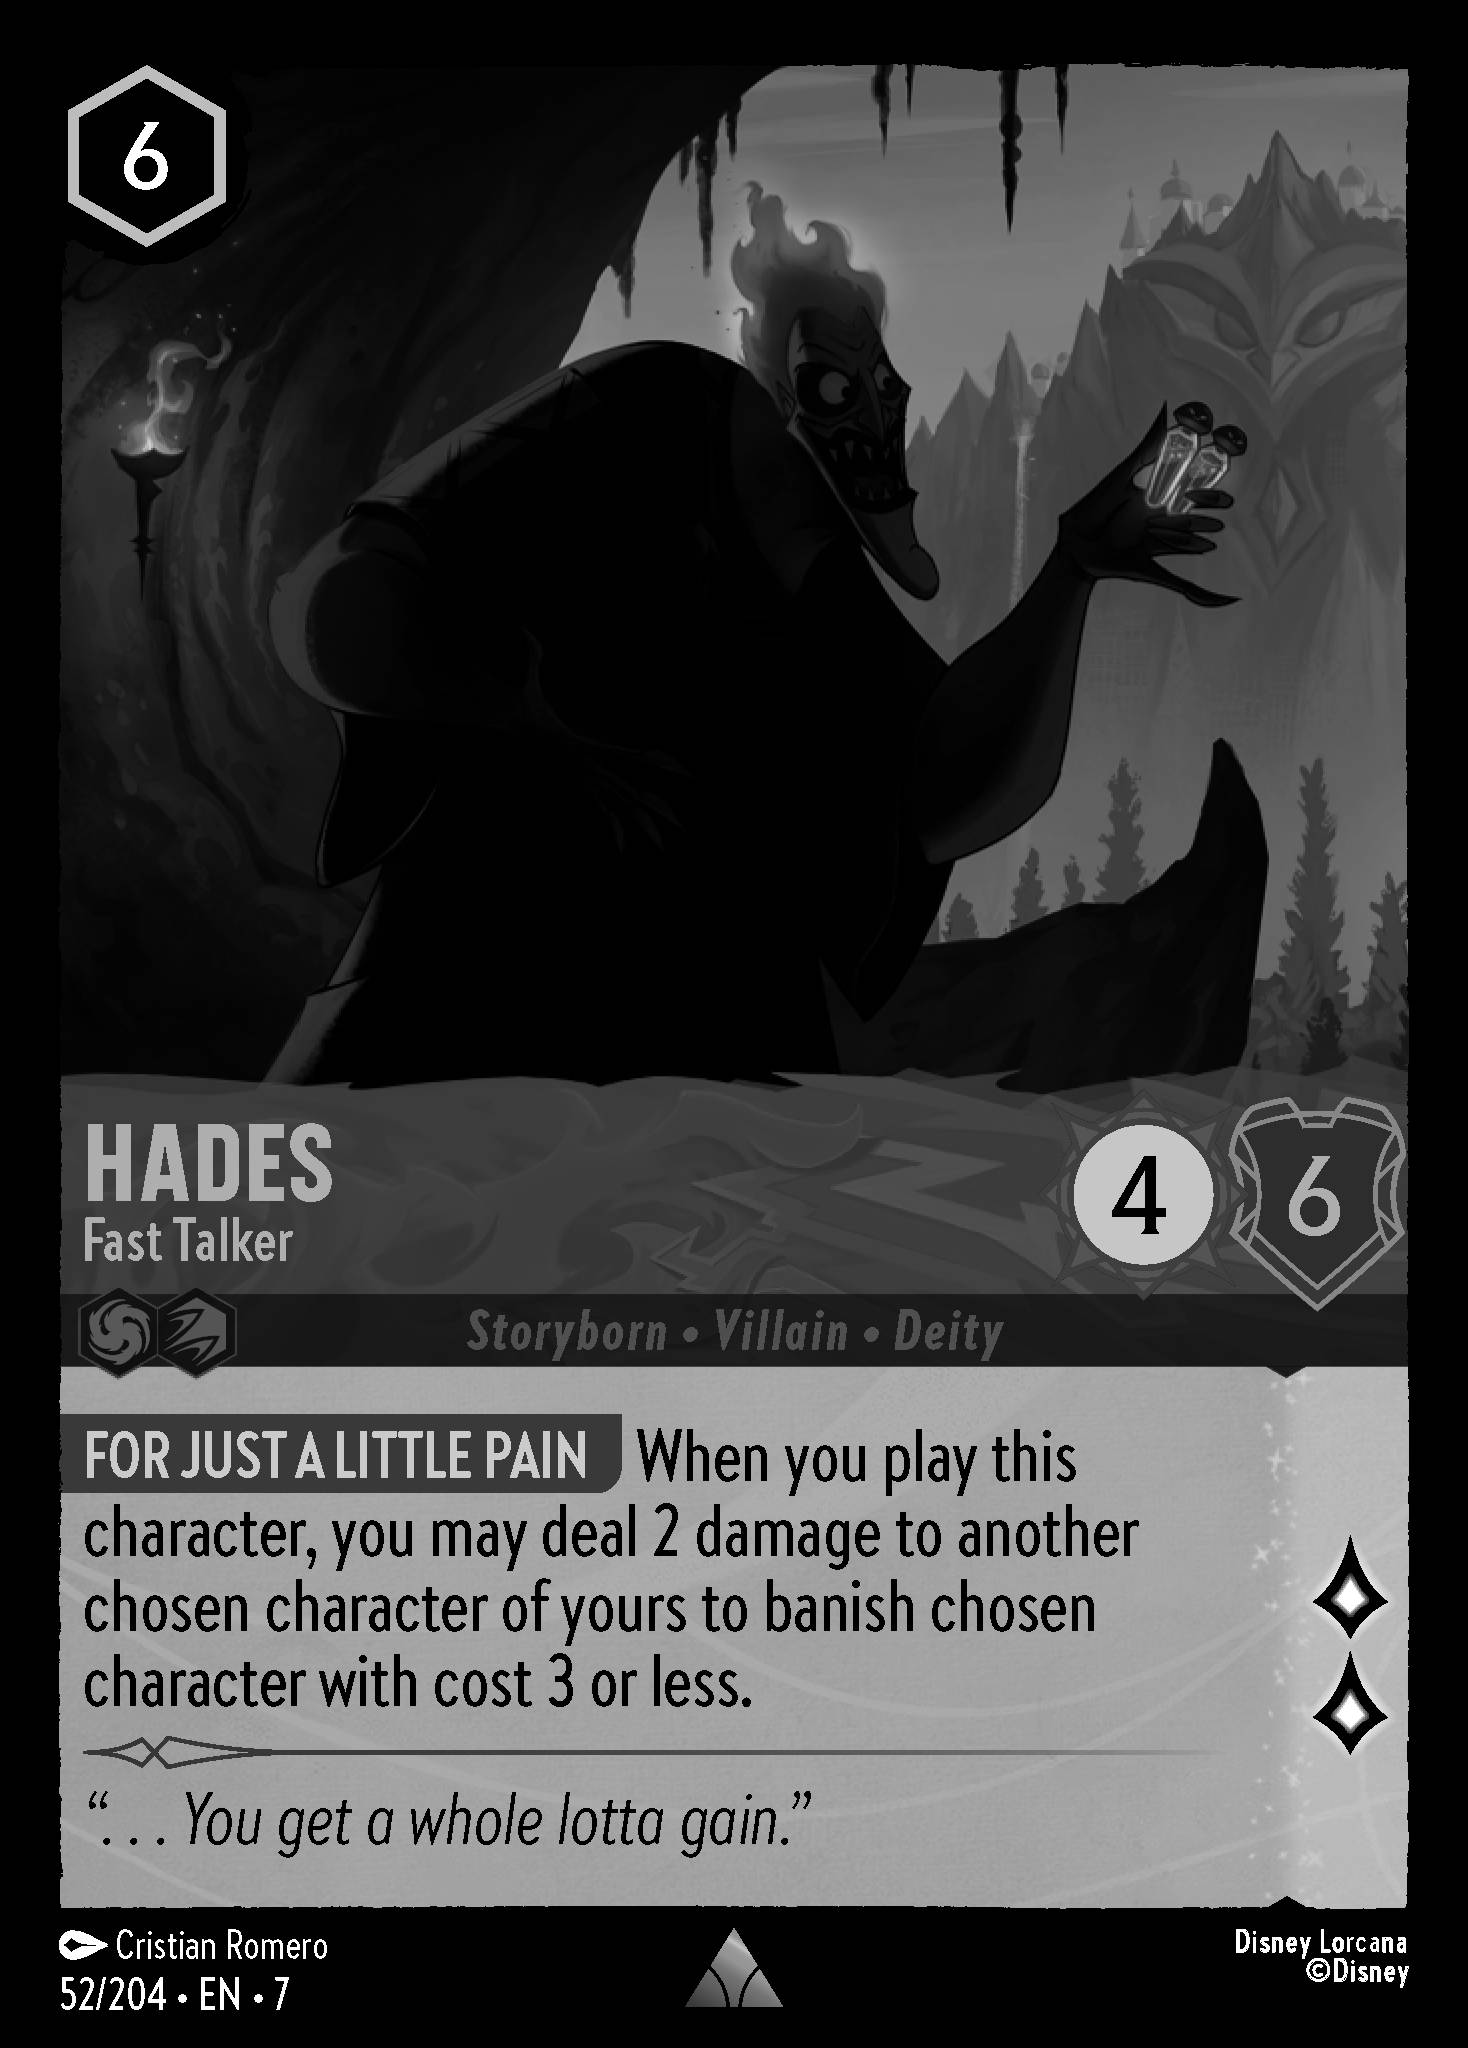 6
HADES
4
6
Fast Talker
Storyborn • Villain • Deity
FOR JUST A LITTLE PAIN When you play this
character, you may deal 2 damage to another
chosen character of yours to banish chosen
character with cost 3 or less.
“. . . You get a whole lotta gain.”
Cristian Romero
52/204 • EN • 7
Disney Lorcana
©Disney